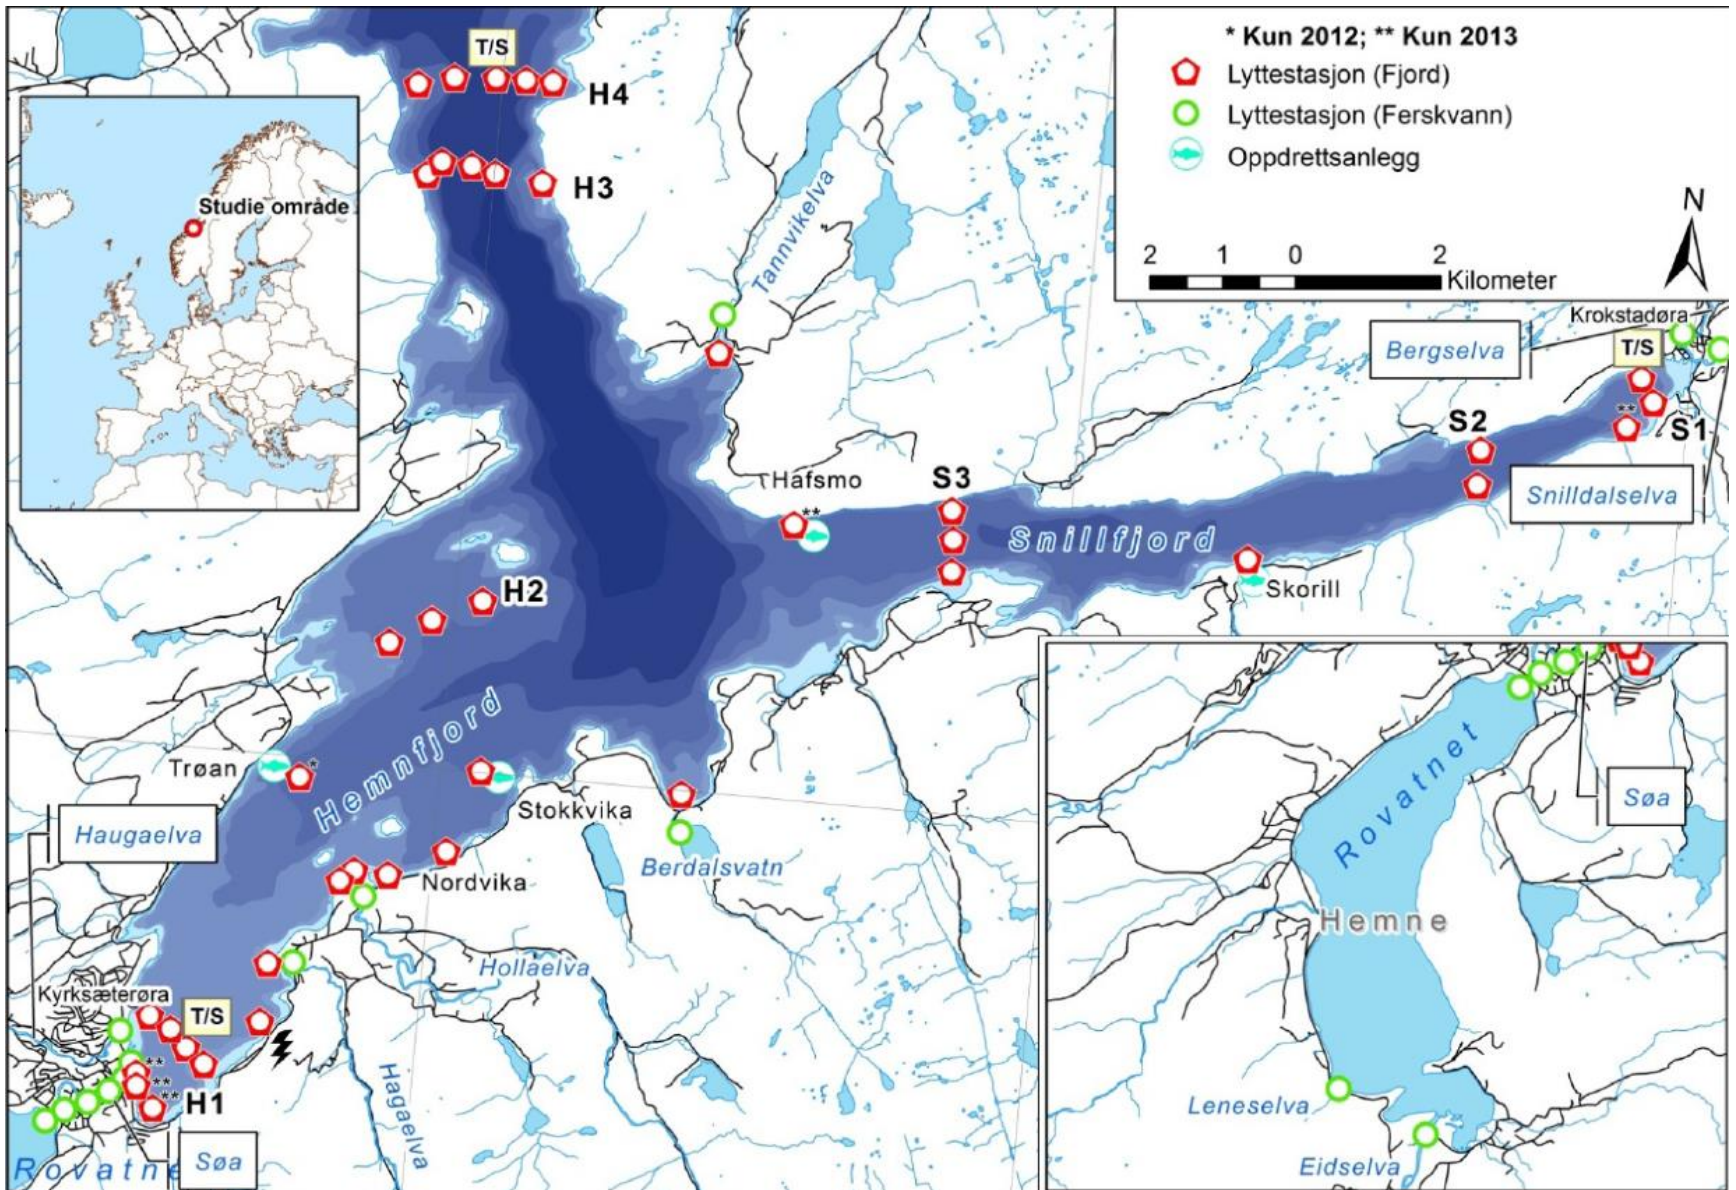 * Kun 2012; ** Kun 2013
Lyttestasjon (Fjord)
Lyttestasjon (Ferskvann)
Oppdrettsanlegg
N
2 1 0 2
Kilometer
T/S
H4
H3
Studie område
Tannvikelva
Krokstadøra
T/S
Bergselva
**
S1
S2
Snilldalselva
Hafsmo
**
S3
Snillfjord
Skorill
H2
Hemnfjord
Trøan
*
Stokkvika
Haugaelva
Nordvika
Berdalsvatn
Hollaelva
Hagaelva
Kyrksæterøra
T/S
**
**
**
H1
Søa
Rovatne
Rovatnet
Søa
Hemne
Leneselva
Eidselva